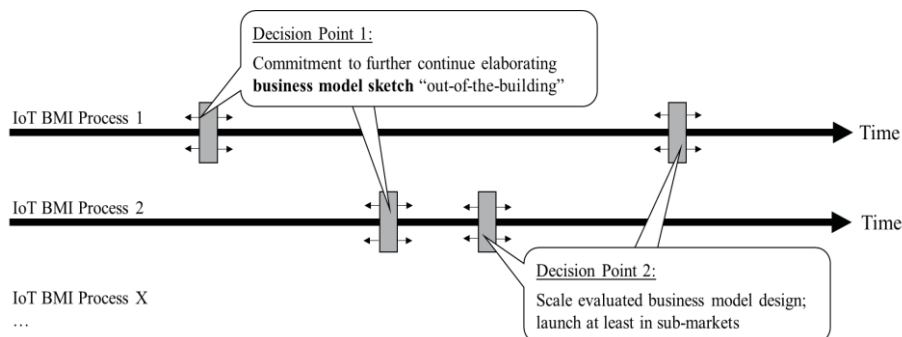 Decision Point 1:
Commitment to further continue elaborating
business model sketch “out-of-the-building”
IoT BMI Process 1
Time
IoT BMI Process 2
Time
Decision Point 2:
Scale evaluated business model design;
launch at least in sub-markets
IoT BMI Process X
…